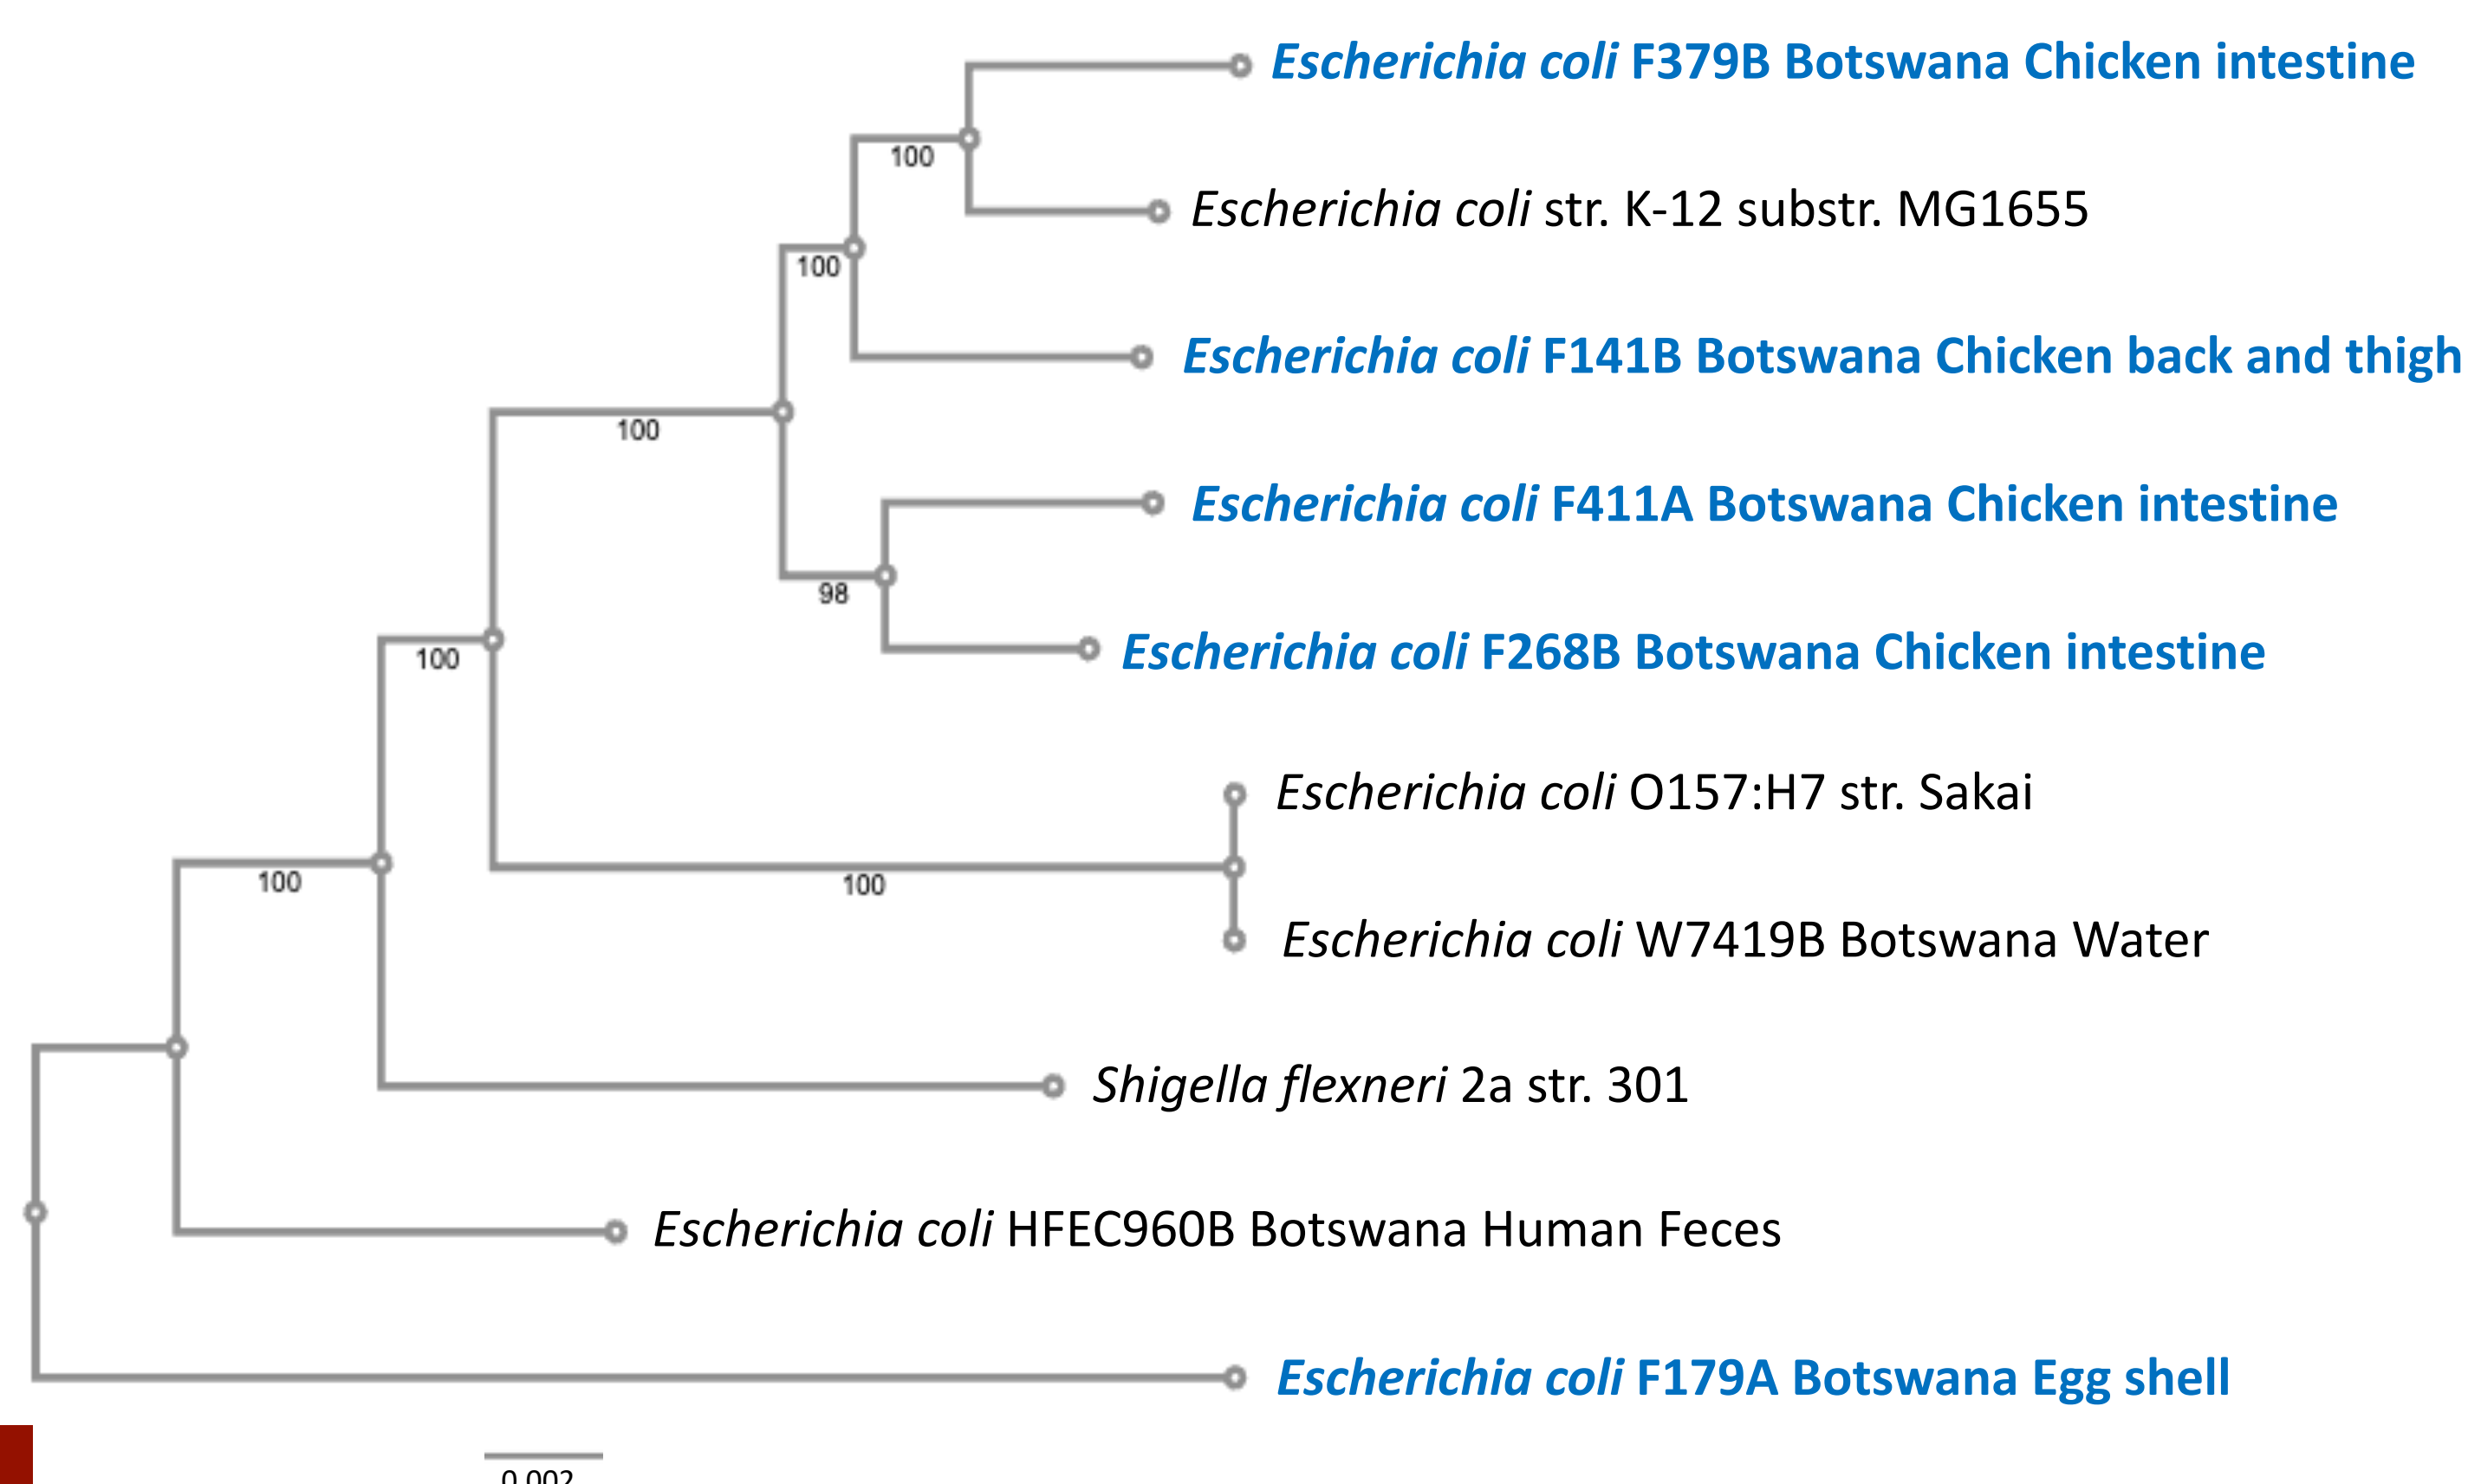 Escherichia coli F379B Botswana Chicken intestine
100
Escherichia coli str. K-12 substr. MG1655
100
Escherichia coli F141B Botswana Chicken back and thigh
100
Escherichia coli F411A Botswana Chicken intestine
98
Escherichia coli F268B Botswana Chicken intestine
100
Escherichia coli O157:H7 str. Sakai
100
100
Escherichia coli W7419B Botswana Water
Shigella flexneri 2a str. 301
Escherichia coli HFEC960B Botswana Human Feces
Escherichia coli F179A Botswana Egg shell
0.002